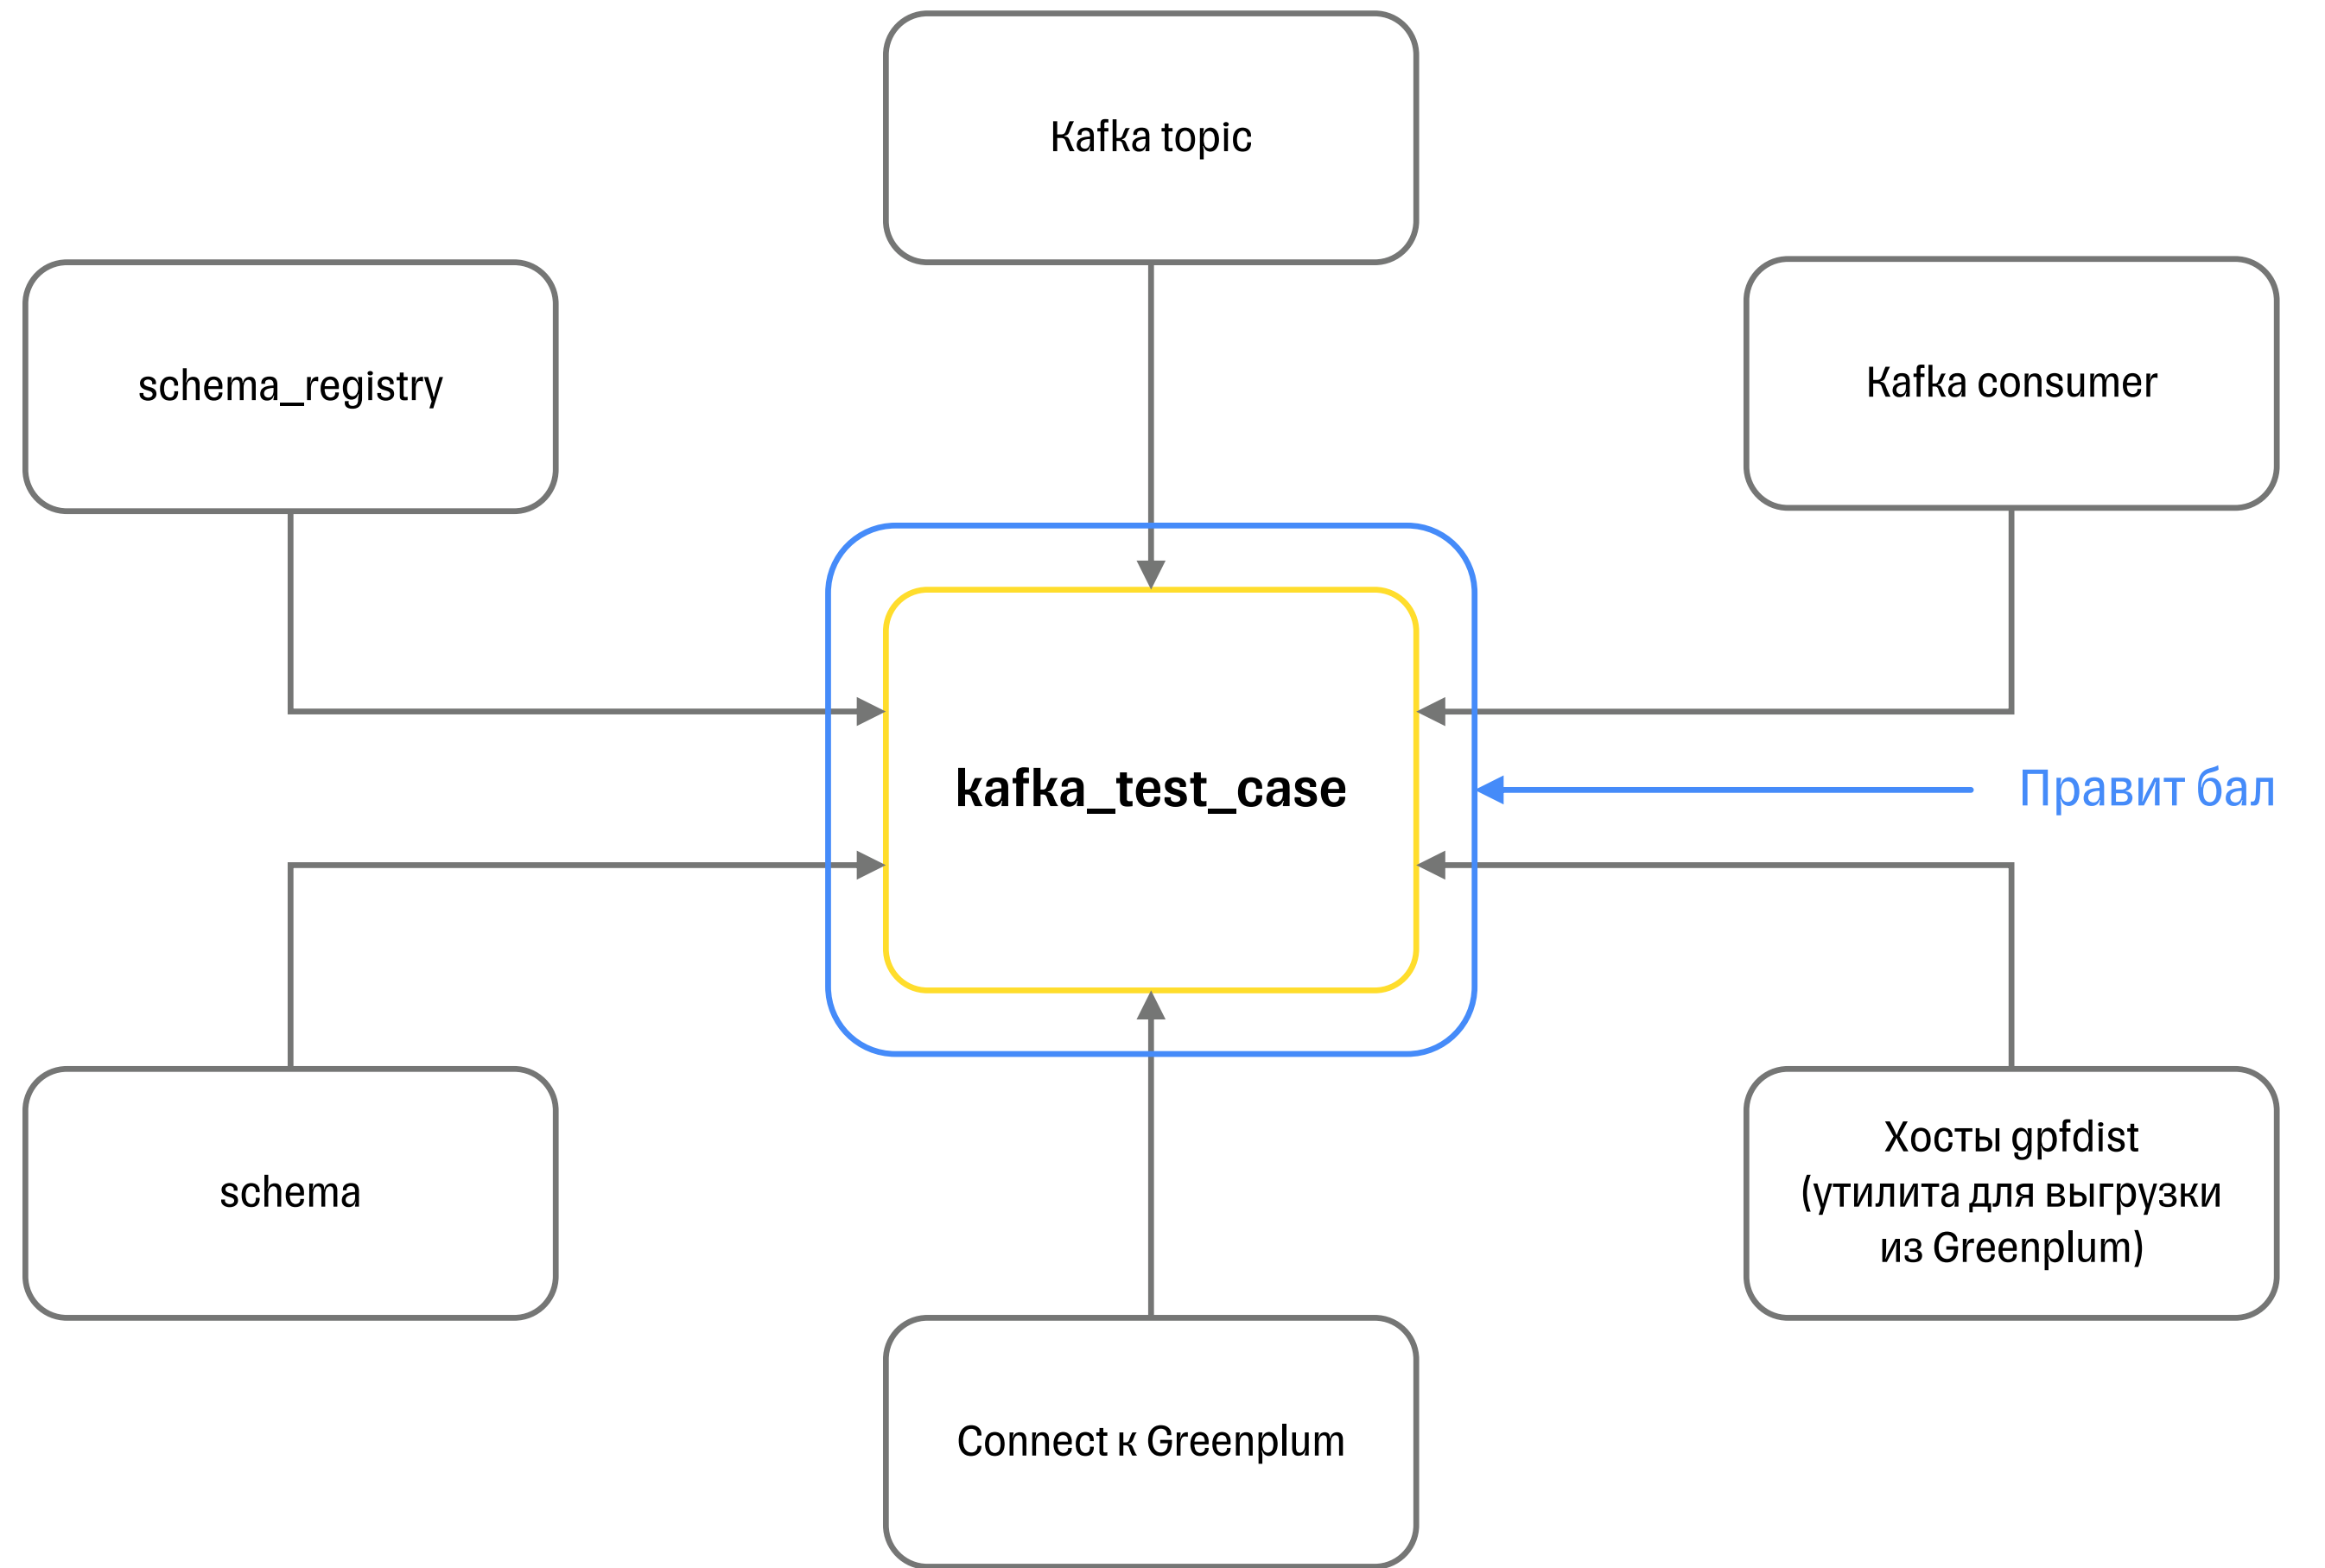 Kafka topic
schema_registry
Kafka consumer
kafka_test_case
Правит бал
schema
Хосты gpfdist
(утилита для выгрузки
из Greenplum)
Connect к Greenplum